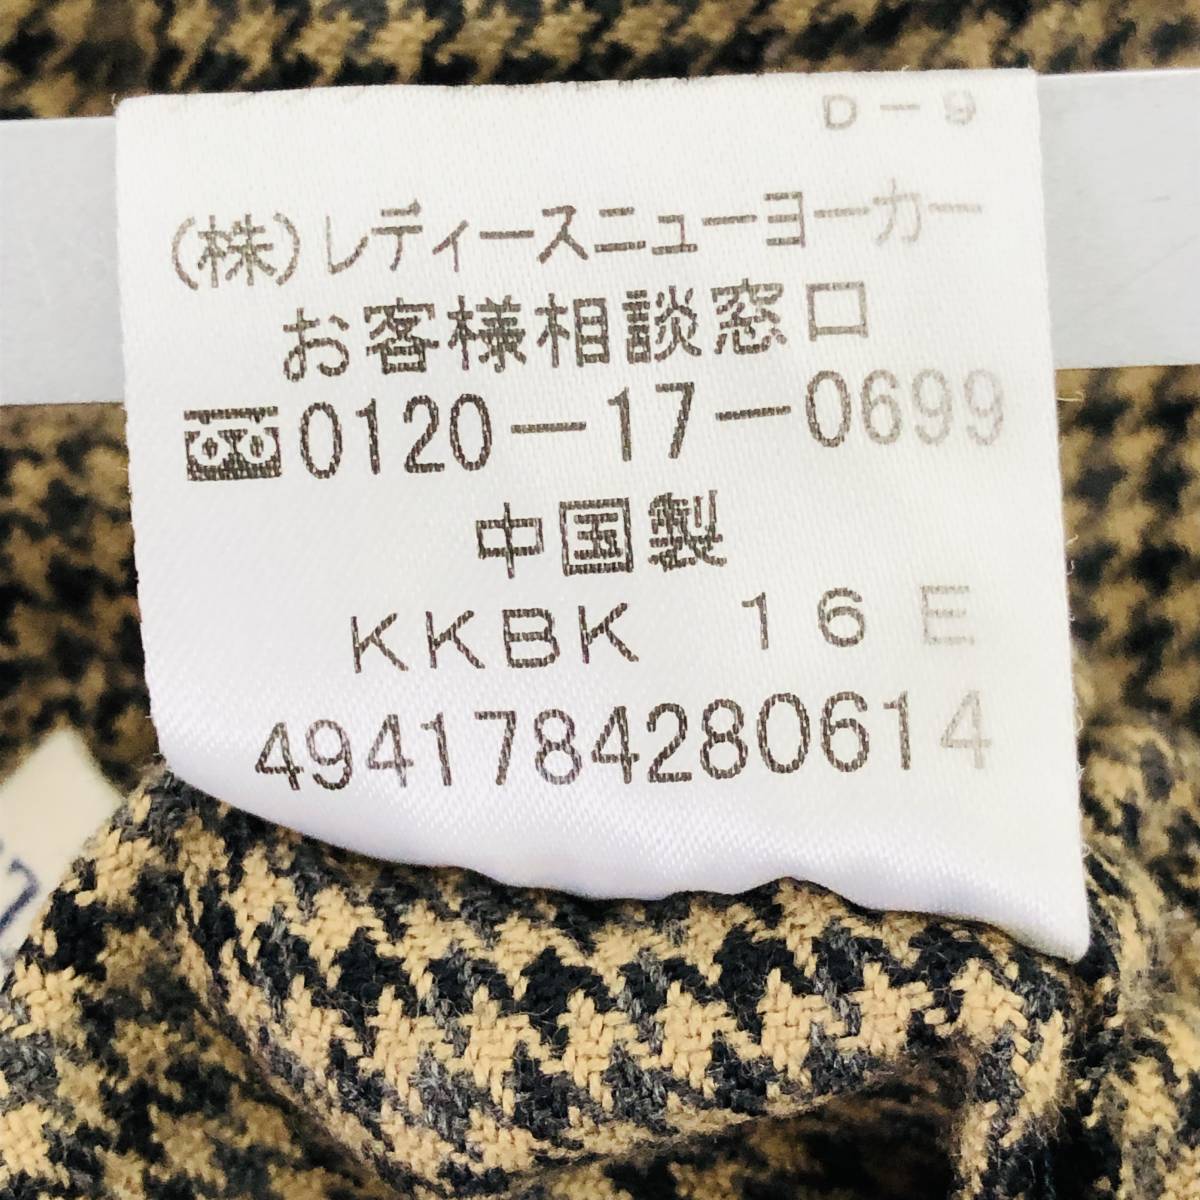 D-9
(株)レディースニューヨーカー
お客様相談窓口
0120-17-0699
中国製
KKBK 16 E
4941784280614